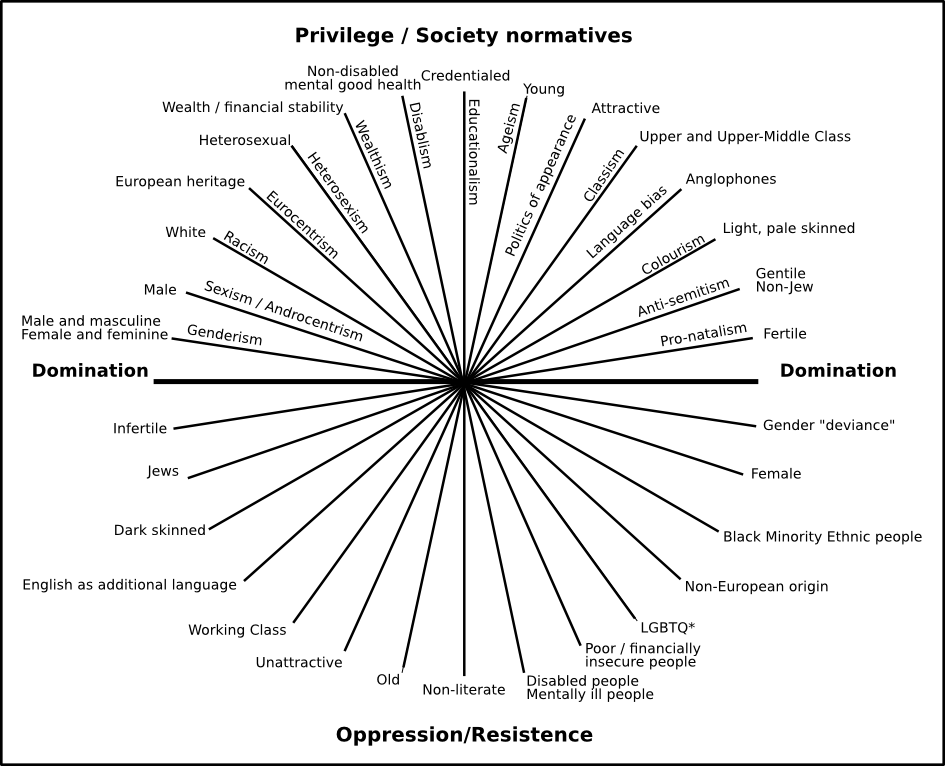 Privilege / Society normatives
Non-disabled
mental good health
Credentialed
Young
Wealth / financial stability
Attractive
Heterosexual
Upper and Upper-Middle Class
European heritage
Anglophones
White
Light, pale skinned
Male
Gentile
Non-Jew
Male and masculine
Female and feminine
Fertile
Genderism
Sexism / Androcentrism
Racism
Eurocentrism
Heterosexism
Wealthism
Disablism
Educationalism
Ageism
Politics of appearance
Classism
Language bias
Colourism
Anti-semitism
Pro-natalism
Domination
Domination
Infertile
Gender "deviance"
Jews
Female
Dark skinned
Black Minority Ethnic people
English as additional language
Non-European origin
Working Class
LGBTQ*
Unattractive
Poor / financially
insecure people
Old
Non-literate
Disabled people
Mentally ill people
Oppression/Resistence